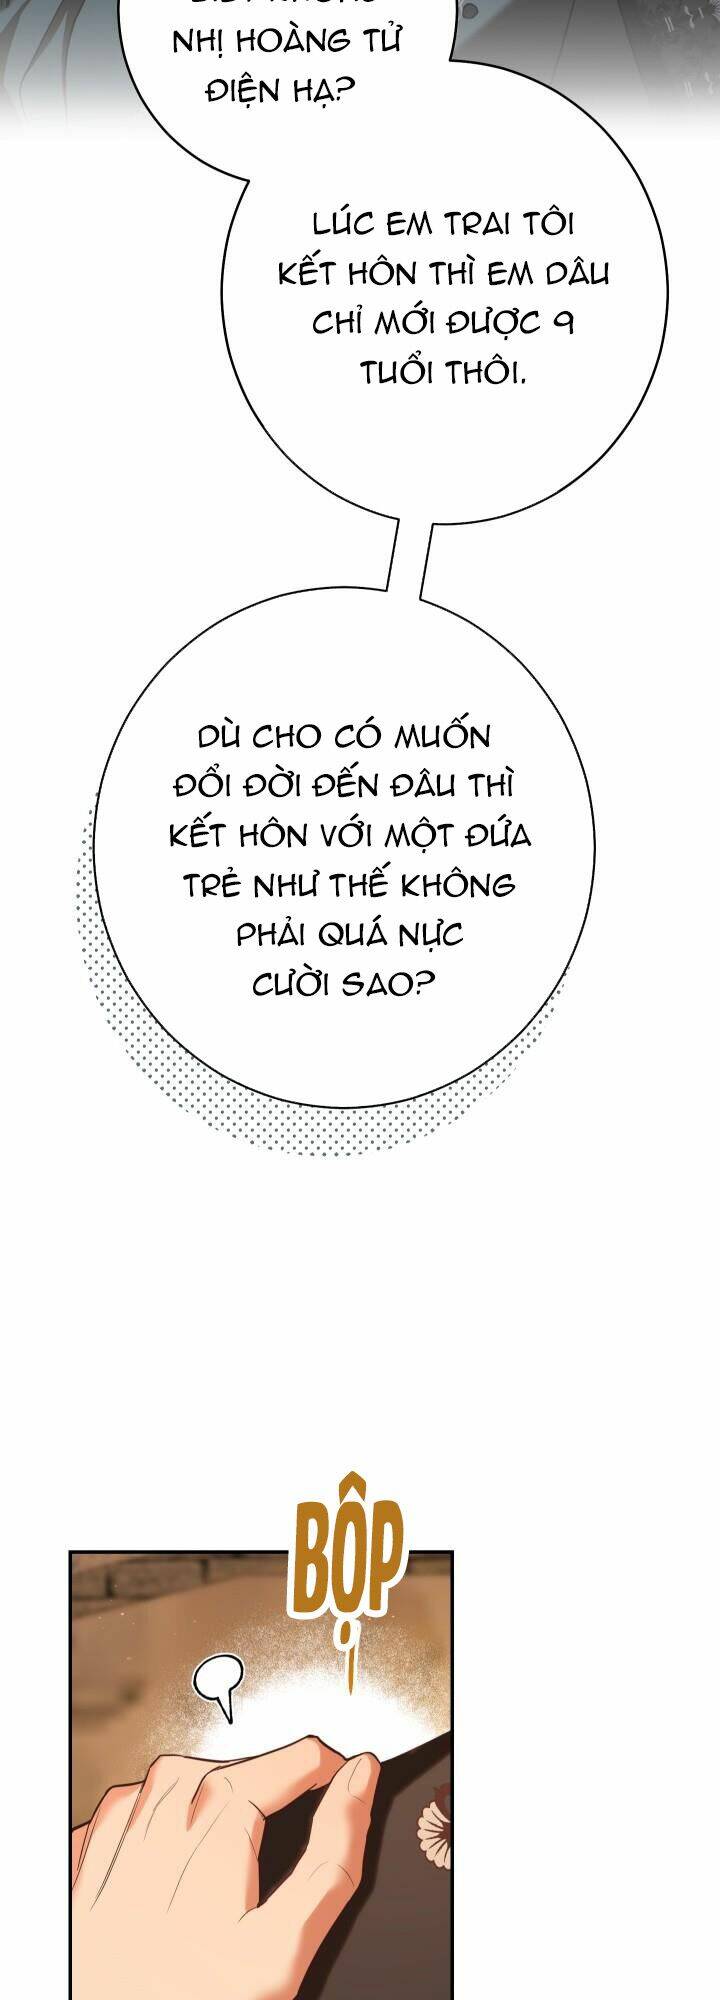 NHỊ HOÀNG TỬ
ĐIỆN HẠ?
LÚC EM TRAI TÔI
KẾT HÔN THÌ EM DÂU
CHỈ MỚI ĐƯỢC 9
TUỔI THÔI.
DÙ CHO CÓ MUỐN
ĐỔI ĐỜI ĐẾN ĐÂU THÌ
KẾT HÔN VỚI MỘT ĐỨA
TRẺ NHƯ THẾ KHÔNG
PHẢI QUÁ NỰC
CƯỜI SAO?
BỘP